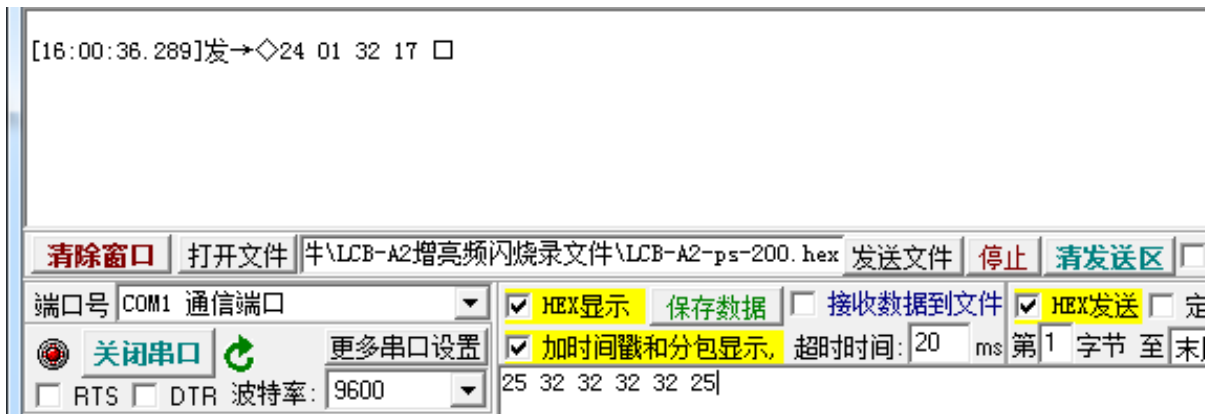 [16:00:36.289]发→◇24 01 32 17 □
清除窗口 打开文件 牛\LCB-A2增亮频闪烧录文件\LCB-A2-ps-200.hex 发送文件 停止 清发送区
端口号 COM1 通信端口 HEX显示 保存数据 接收数据到文件 HEX发送 定
关闭串口 更多串口设置 加时间戳和分包显示, 超时时间: 20 ms 第 1 字节 至 末
RTS DTR 波特率: 9600 25 32 32 32 32 25